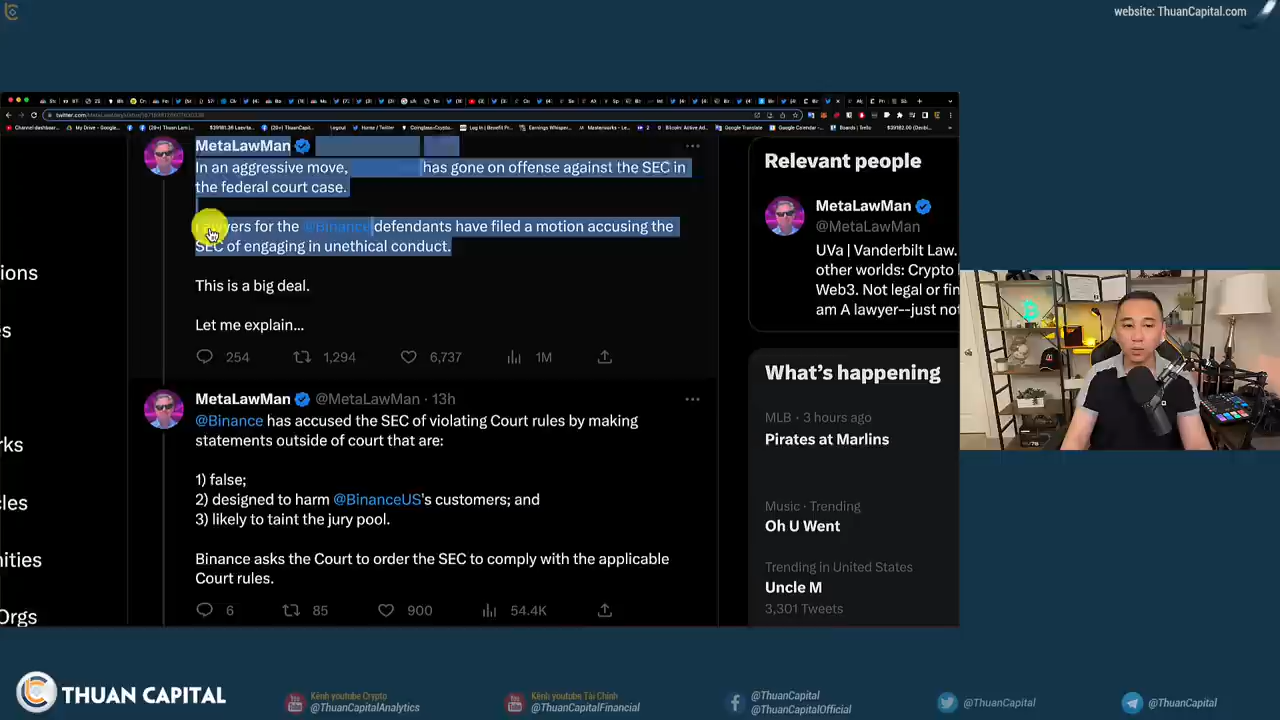 website: ThuanCapital.com
MetaLawMan
In an aggressive move, has gone on offense against the SEC in
the federal court case.
for the @Binance defendants have filed a motion accusing the
SEC of engaging in unethical conduct.
This is a big deal.
Let me explain...
254 1,294 6,737 1M
MetaLawMan @MetaLawMan · 13h
@Binance has accused the SEC of violating Court rules by making
statements outside of court that are:
1) false;
2) designed to harm @BinanceUS's customers; and
3) likely to taint the jury pool.
Binance asks the Court to order the SEC to comply with the applicable
Court rules.
6 85 900 54.4K
Relevant people
MetaLawMan
@MetaLawMan
UVa | Vanderbilt Law.
other worlds: Crypto
Web3. Not legal or fin
am A lawyer--just not
What's happening
MLB · 3 hours ago
Pirates at Marlins
Music · Trending
Oh U Went
Trending in United States
Uncle M
3,301 Tweets
THUAN CAPITAL
Kênh youtube Crypto
@ThuanCapitalAnalytics
Kênh youtube Tài Chính
@ThuanCapitalFinancial
@ThuanCapital
@ThuanCapitalOfficial
@ThuanCapital
@ThuanCapital